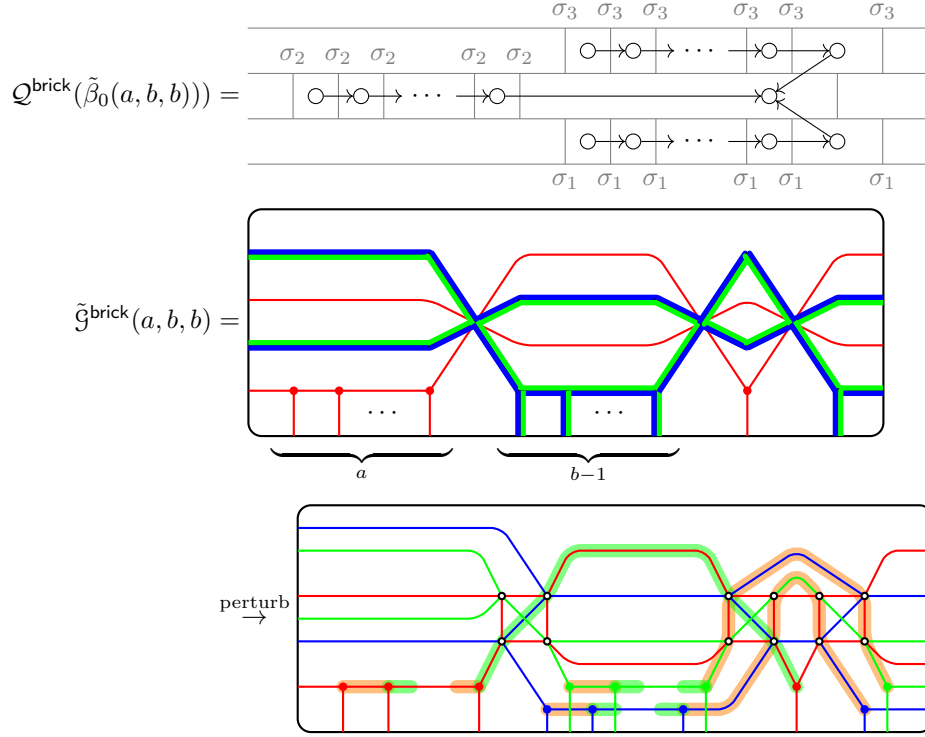 σ₃ σ₃ σ₃ σ₃ σ₃ σ₃
σ₂ σ₂ σ₂ σ₂ σ₂
𝒬^brick(β̃₀(a, b, b))) =
⋯
⋯
⋯
σ₁ σ₁ σ₁ σ₁ σ₁ σ₁
𝒢̃^brick(a, b, b) =
⋯ ⋯
a b−1
perturb
→